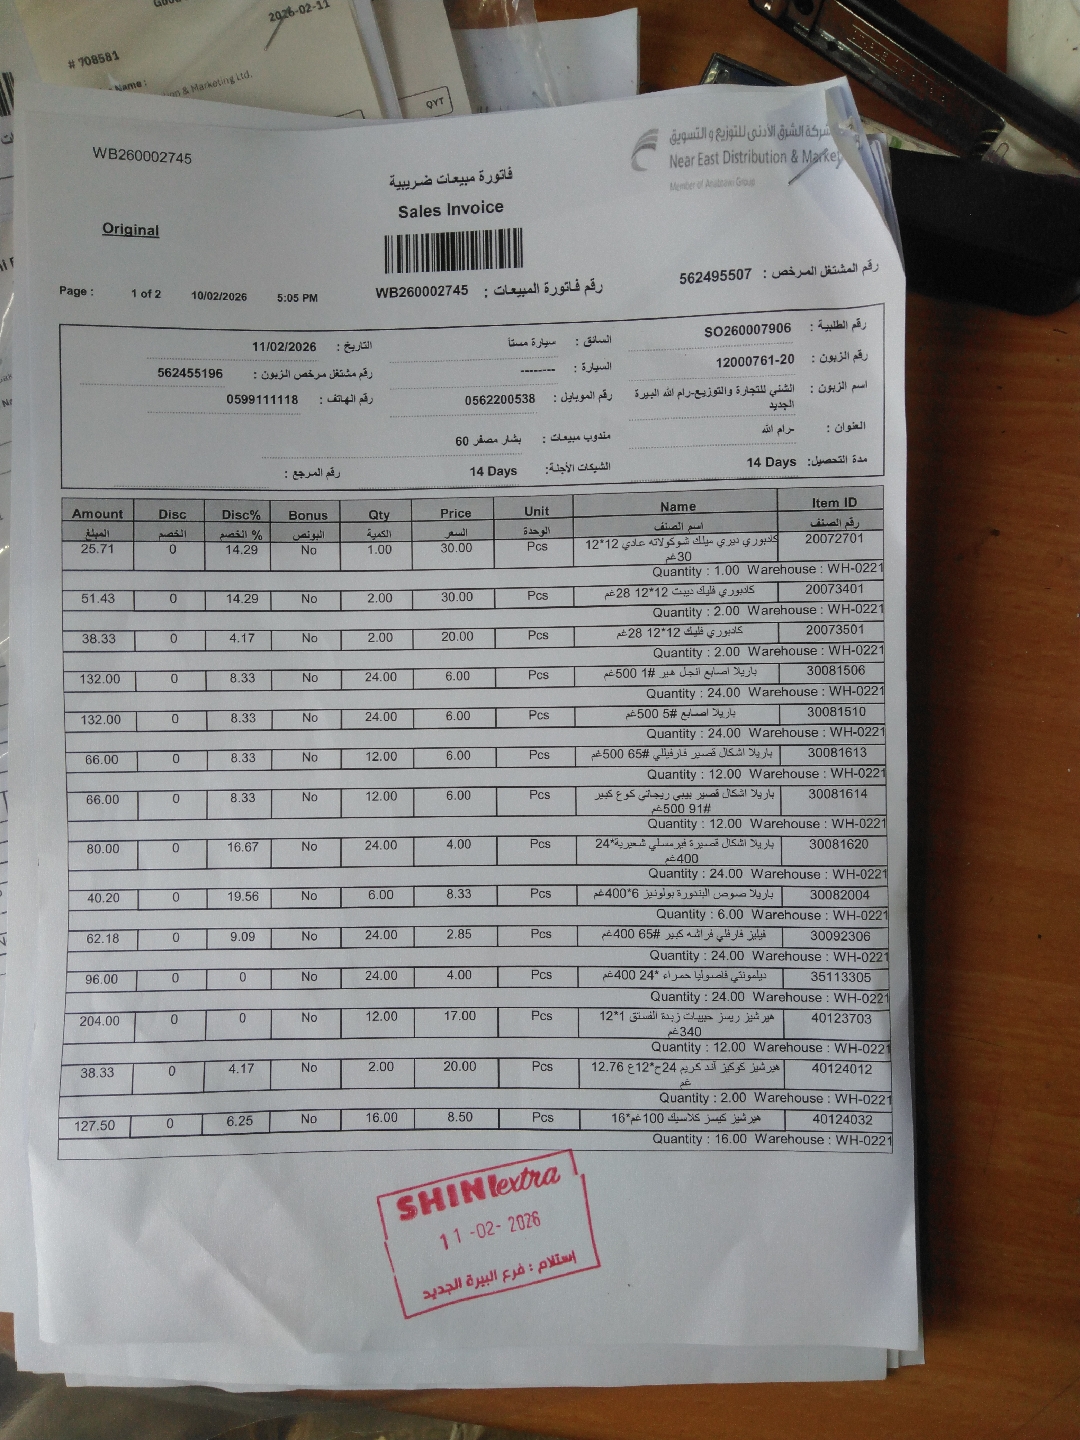 2026-02-11
# 708581
Name :
& Marketing Ltd.
QYT
WB260002745
شركة الشرق الأدنى للتوزيع و التسويق
Near East Distribution & Market
Member of Anabtawi Group
فاتورة مبيعات ضريبية
Sales Invoice
Original
رقم المشتغل المرخص : 562495507
Page : 1 of 2 10/02/2026 5:05 PM
رقم فاتورة المبيعات : WB260002745
رقم الطلبية : SO260007906
السائق : سيارة مستأ
التاريخ : 11/02/2026
رقم الزبون : 12000761-20
السيارة : --------
رقم مشتغل مرخص الزبون : 562455196
اسم الزبون : الشني للتجارة والتوزيع-رام الله البيرة
الجديد
رقم الموبايل : 0562200538
رقم الهاتف : 0599111118
العنوان : -رام الله
مندوب مبيعات : بشار مصفر 60
مدة التحصيل: 14 Days
الشيكات الآجنة: 14 Days
رقم المرجع :
Amount Disc Disc% Bonus Qty Price Unit Name Item ID
المبلغ الخصم % الخصم البونص الكمية السعر الوحدة اسم الصنف رقم الصنف
25.71 0 14.29 No 1.00 30.00 Pcs كادبوري ديري ميلك شوكولاته عادي 12*12 20072701
30غم
Quantity : 1.00 Warehouse : WH-0221
51.43 0 14.29 No 2.00 30.00 Pcs كادبوري فليك ديبت 12*12 28غم 20073401
Quantity : 2.00 Warehouse : WH-0221
38.33 0 4.17 No 2.00 20.00 Pcs كادبوري فليك 12*12 28غم 20073501
Quantity : 2.00 Warehouse : WH-0221
132.00 0 8.33 No 24.00 6.00 Pcs باريلا اصابع انجل هير #1 500غم 30081506
Quantity : 24.00 Warehouse : WH-0221
132.00 0 8.33 No 24.00 6.00 Pcs باريلا اصابع #5 500غم 30081510
Quantity : 24.00 Warehouse : WH-0221
66.00 0 8.33 No 12.00 6.00 Pcs باريلا اشكال قصير فارفيللي #65 500غم 30081613
Quantity : 12.00 Warehouse : WH-0221
66.00 0 8.33 No 12.00 6.00 Pcs باريلا اشكال قصير بيبي ريجاتي كوع كبير 30081614
#91 500غم
Quantity : 12.00 Warehouse : WH-0221
80.00 0 16.67 No 24.00 4.00 Pcs باريلا اشكال قصيرة فيرمسلي شعيرية*24 30081620
400غم
Quantity : 24.00 Warehouse : WH-0221
40.20 0 19.56 No 6.00 8.33 Pcs باريلا صوص البندورة بولونيز 6*400غم 30082004
Quantity : 6.00 Warehouse : WH-0221
62.18 0 9.09 No 24.00 2.85 Pcs فيليز فارفلي فراشه كبير #65 400غم 30092306
Quantity : 24.00 Warehouse : WH-0221
96.00 0 0 No 24.00 4.00 Pcs ديلمونتي فاصوليا حمراء *24 400غم 35113305
Quantity : 24.00 Warehouse : WH-0221
204.00 0 0 No 12.00 17.00 Pcs هيرشيز ريسز حبيبات زبدة الفستق 1*12 40123703
340غم
Quantity : 12.00 Warehouse : WH-0221
38.33 0 4.17 No 2.00 20.00 Pcs هيرشيز كوكيز آند كريم 24ح*12ع 12.76 40124012
غم
Quantity : 2.00 Warehouse : WH-0221
127.50 0 6.25 No 16.00 8.50 Pcs هيرشيز كيسز كلاسيك 100غم*16 40124032
Quantity : 16.00 Warehouse : WH-0221
SHINI extra
11-02-2026
إستلام : فرع البيرة الجديد